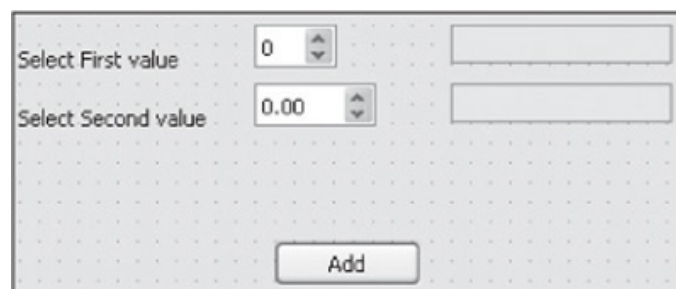 Select First value
0
Select Second value
0.00
Add